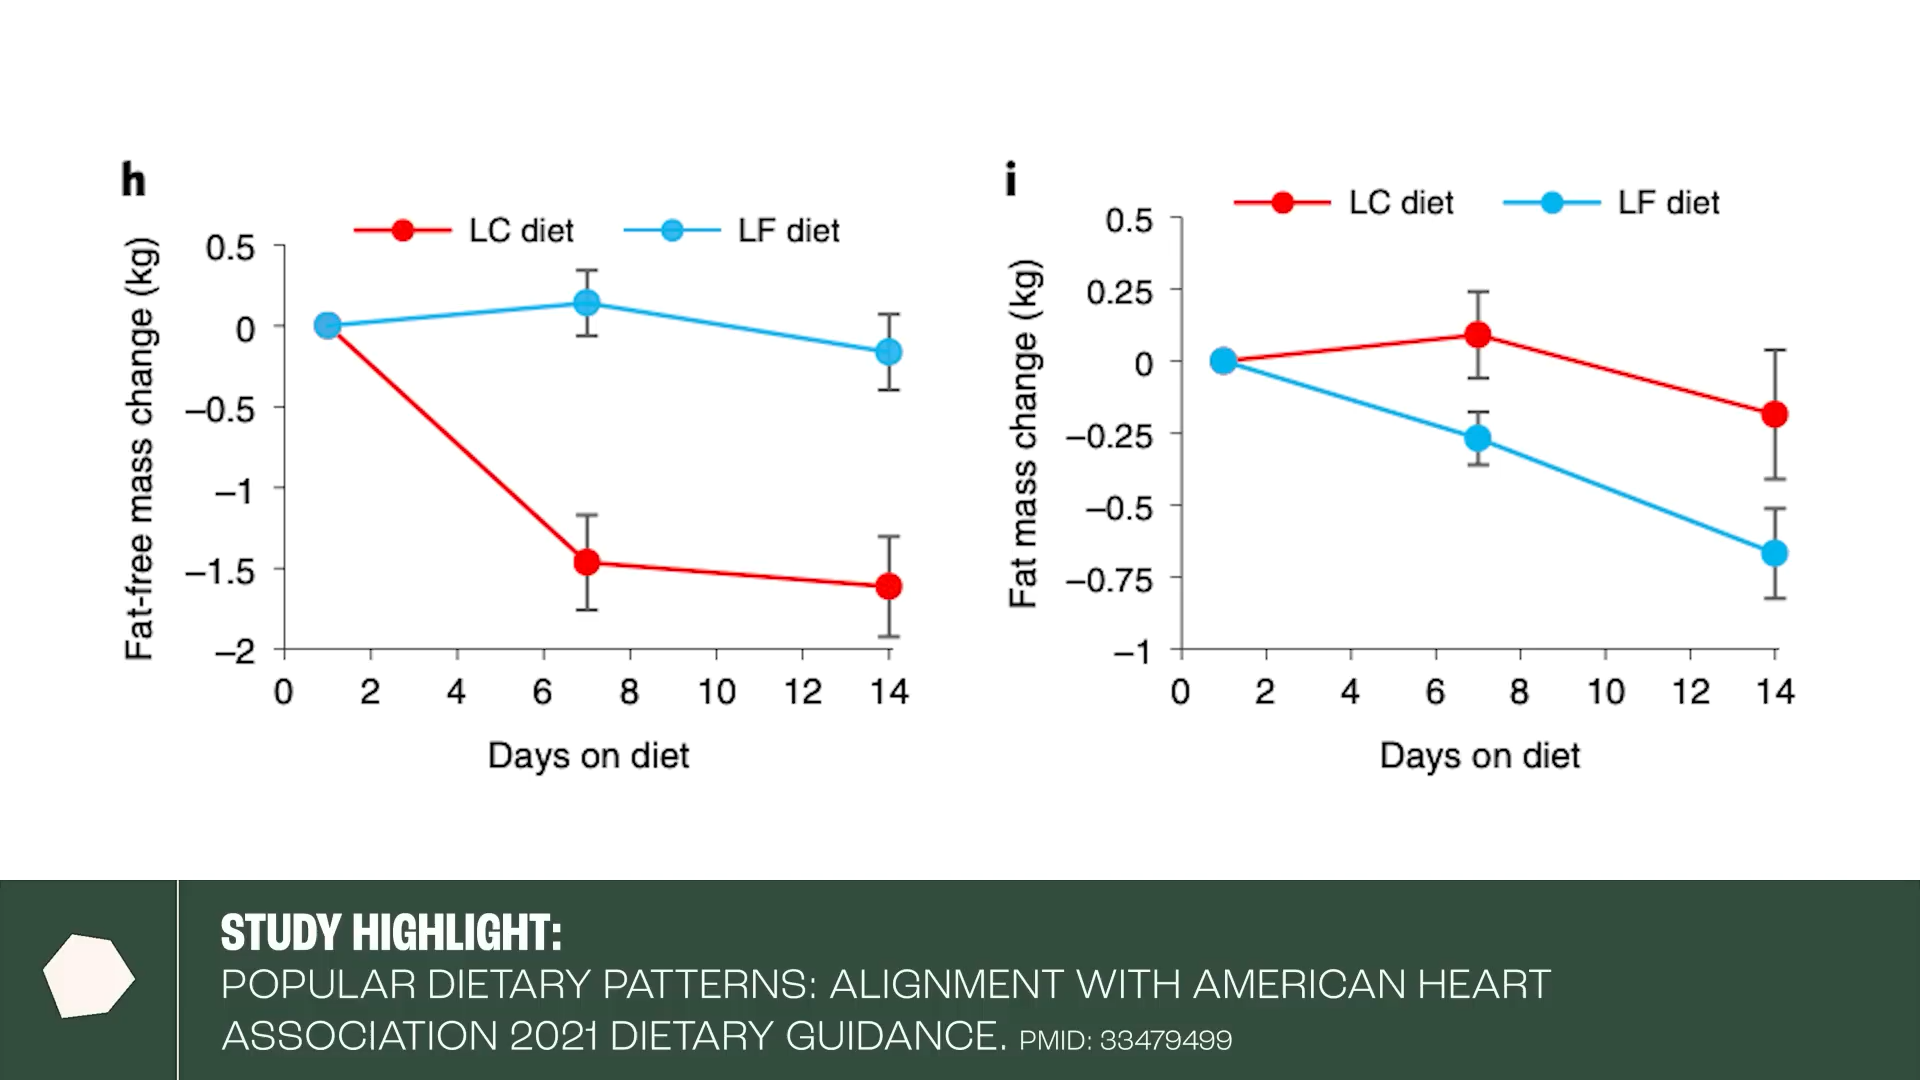 h
LC diet
LF diet
Fat-free mass change (kg)
0.5
0
–0.5
–1
–1.5
–2
0 2 4 6 8 10 12 14
Days on diet
i
LC diet
LF diet
Fat mass change (kg)
0.5
0.25
0
–0.25
–0.5
–0.75
–1
0 2 4 6 8 10 12 14
Days on diet
STUDY HIGHLIGHT:
POPULAR DIETARY PATTERNS: ALIGNMENT WITH AMERICAN HEART
ASSOCIATION 2021 DIETARY GUIDANCE. PMID: 33479499